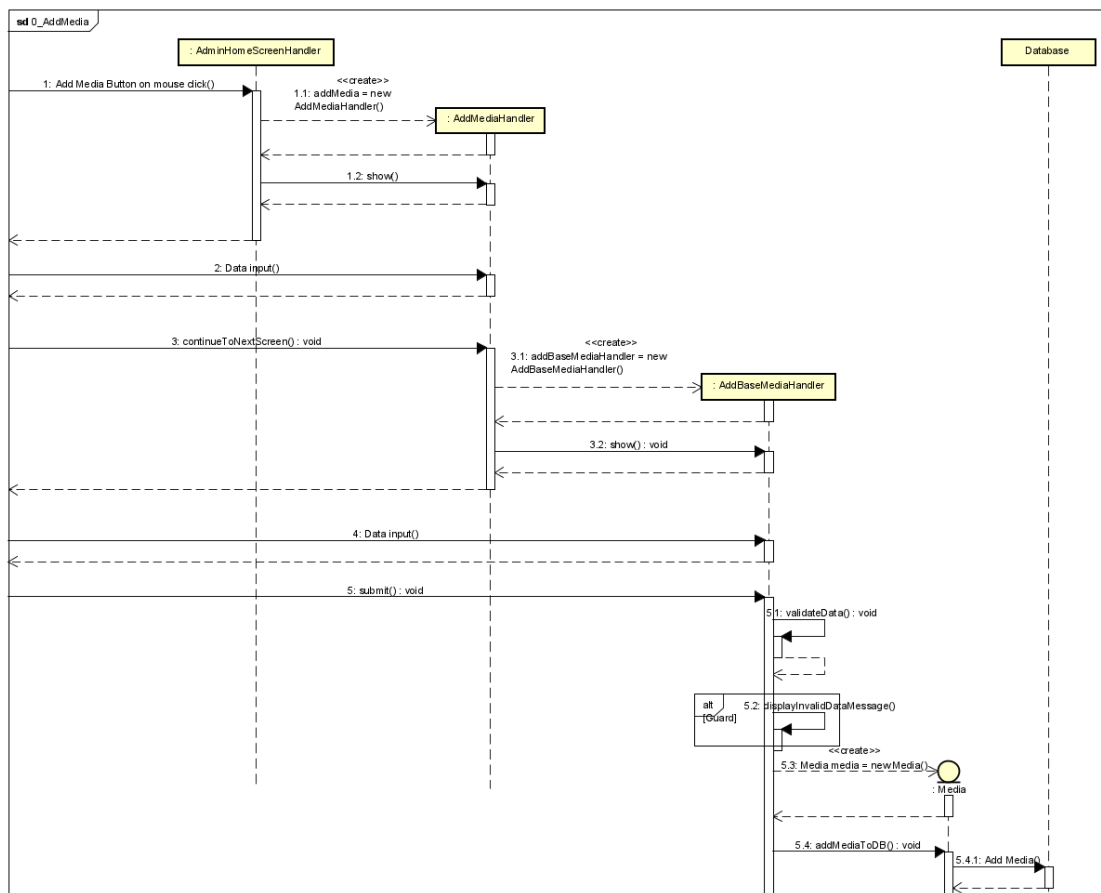 sd 0_AddMedia
: AdminHomeScreenHandler
Database
1: Add Media Button on mouse click()
<<create>>
1.1: addMedia = new
AddMediaHandler()
: AddMediaHandler
1.2: show()
2: Data input()
3: continueToNextScreen() : void
<<create>>
3.1: addBaseMediaHandler = new
AddBaseMediaHandler()
: AddBaseMediaHandler
3.2: show() : void
4: Data input()
5: submit() : void
5.1: validateData() : void
alt
5.2: displayInvalidDataMessage()
[Guard]
<<create>>
5.3: Media media = new Media()
: Media
5.4: addMediaToDB() : void
5.4.1: Add Media()